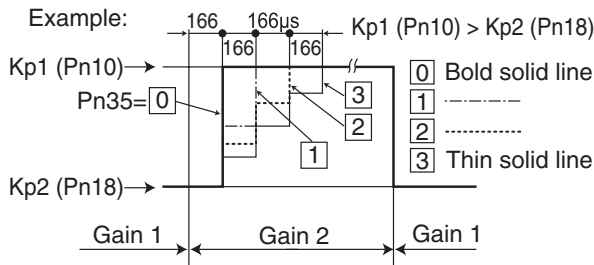 Example:
166 166µs
166 166
Kp1 (Pn10) > Kp2 (Pn18)
Kp1 (Pn10)
Pn35= 0
3
2
1
0 Bold solid line
1
2
3 Thin solid line
Kp2 (Pn18)
Gain 1 Gain 2 Gain 1